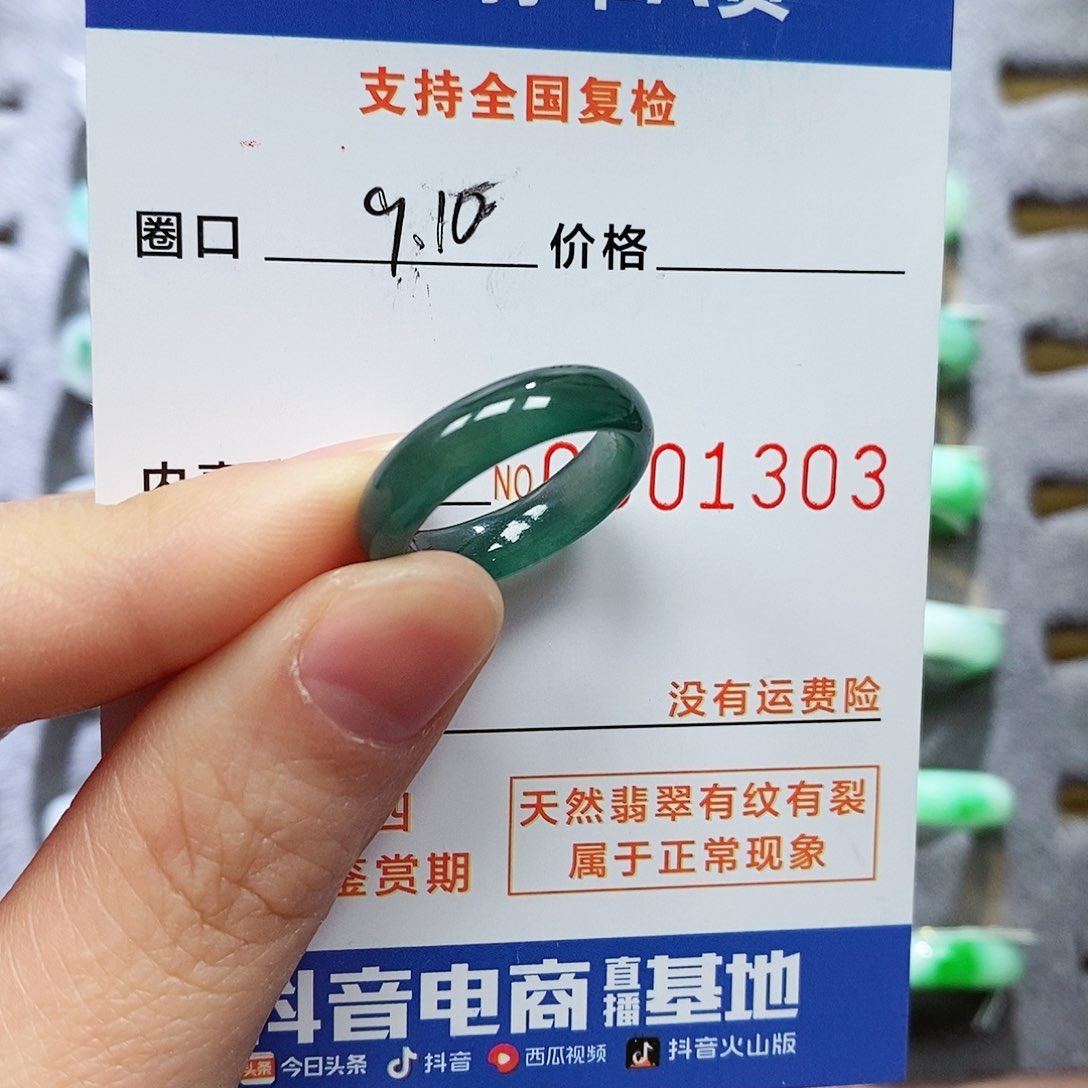 支持全国复检
圈口 9.10 价格
NO 01303
没有运费险
天然翡翠有纹有裂
属于正常现象
鉴赏期
抖音电商直播基地
头条 今日头条 抖音 西瓜视频 抖音火山版